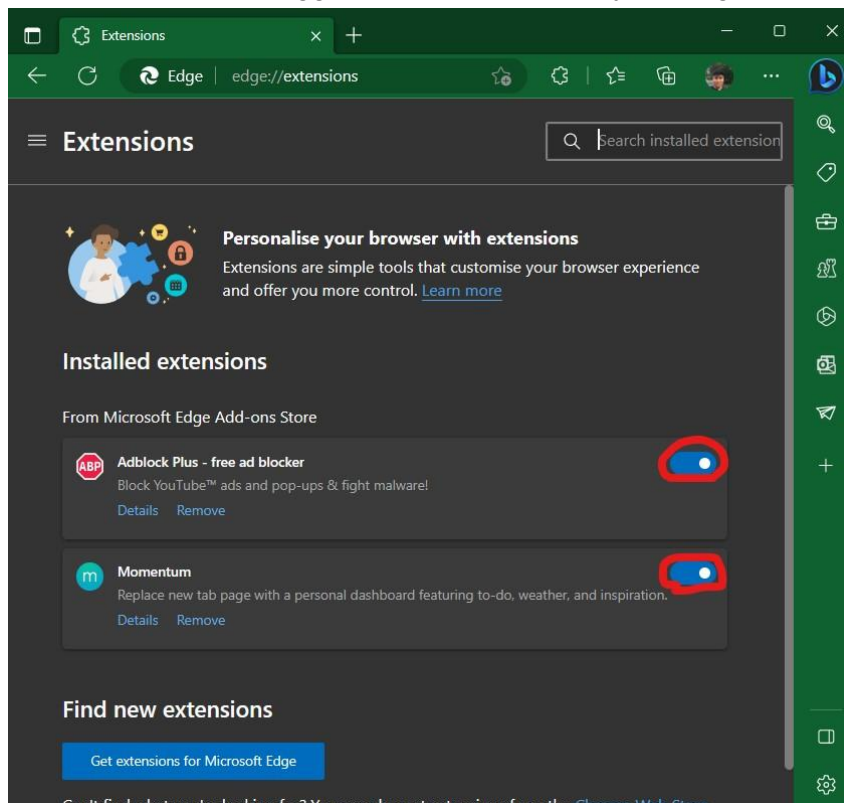 Extensions
Edge edge://extensions
Extensions
Search installed extension
Personalise your browser with extensions
Extensions are simple tools that customise your browser experience
and offer you more control. Learn more
Installed extensions
From Microsoft Edge Add-ons Store
ABP
Adblock Plus - free ad blocker
Block YouTube™ ads and pop-ups & fight malware!
Details Remove
m
Momentum
Replace new tab page with a personal dashboard featuring to-do, weather, and inspiration.
Details Remove
Find new extensions
Get extensions for Microsoft Edge